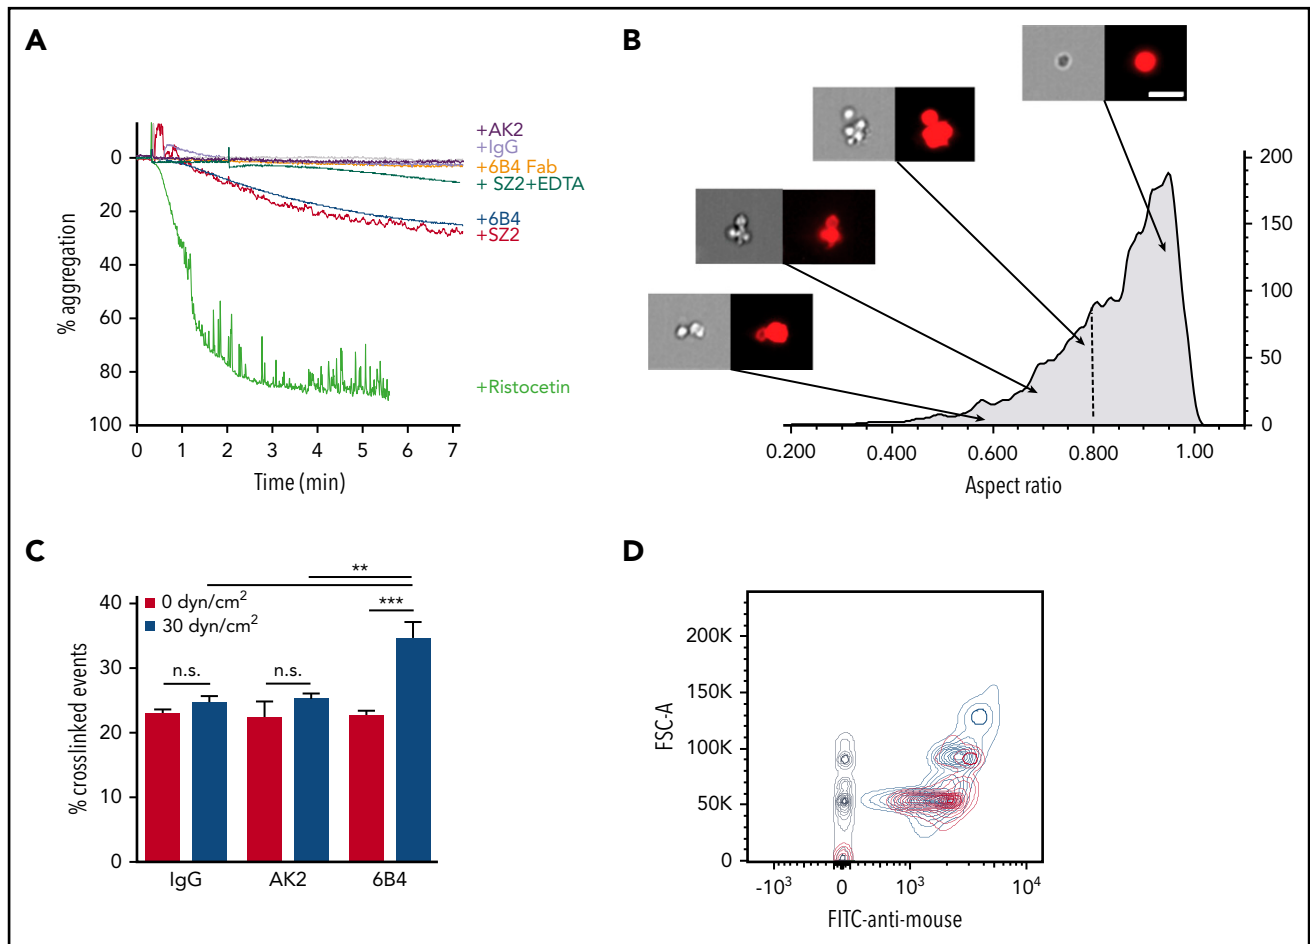 A
+AK2
+IgG
+6B4 Fab
+ SZ2+EDTA
+6B4
+SZ2
+Ristocetin
0
20
40
60
80
100
% aggregation
0 1 2 3 4 5 6 7
Time (min)
B
200
150
100
50
0
0.200 0.400 0.600 0.800 1.00
Aspect ratio
C
0 dyn/cm²
30 dyn/cm²
n.s.
n.s.
**
***
40
30
20
10
0
% crosslinked events
IgG AK2 6B4
D
200K
150K
100K
50K
0
FSC-A
-10³ 0 10³ 10⁴
FITC-anti-mouse